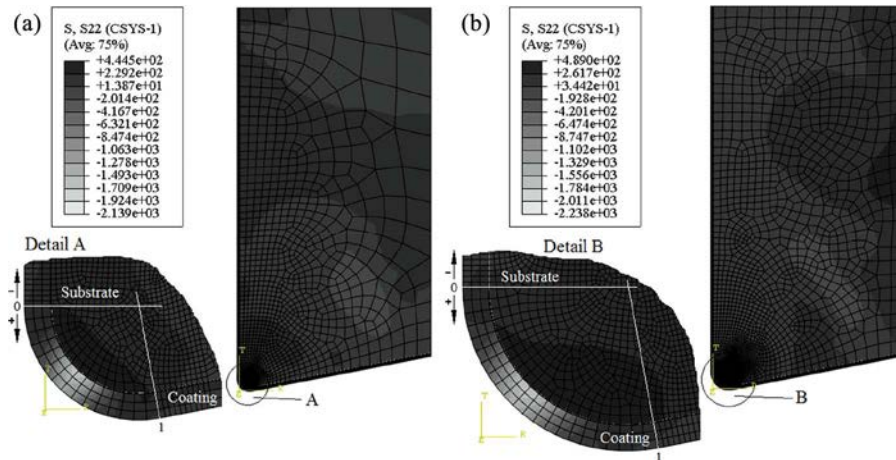 (a)
S, S22 (CSYS-1)
(Avg: 75%)
+4.445e+02
+2.292e+02
+1.387e+01
-2.014e+02
-4.167e+02
-6.321e+02
-8.474e+02
-1.063e+03
-1.278e+03
-1.493e+03
-1.709e+03
-1.924e+03
-2.139e+03
Detail A
Substrate
-
0
+
Coating
1
T
A
(b)
S, S22 (CSYS-1)
(Avg: 75%)
+4.890e+02
+2.617e+02
+3.442e+01
-1.928e+02
-4.201e+02
-6.474e+02
-8.747e+02
-1.102e+03
-1.329e+03
-1.556e+03
-1.784e+03
-2.011e+03
-2.238e+03
Detail B
Substrate
-
0
+
T
R
Z
Coating
1
T
B